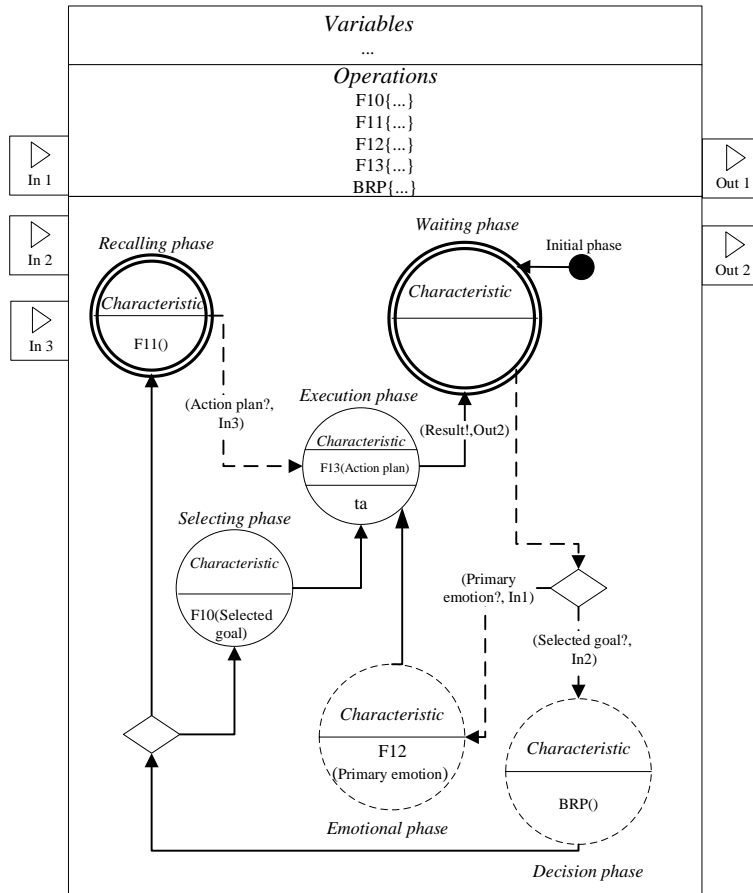 Variables
...
Operations
F10{...}
F11{...}
F12{...}
F13{...}
BRP{...}
In 1
In 2
In 3
Out 1
Out 2
Recalling phase
Characteristic
F11()
Waiting phase
Characteristic
Initial phase
(Action plan?,
In3)
Execution phase
Characteristic
F13(Action plan)
ta
(Result!,Out2)
Selecting phase
Characteristic
F10(Selected
goal)
(Primary
emotion?, In1)
(Selected goal?,
In2)
Characteristic
F12
(Primary emotion)
Emotional phase
Characteristic
BRP()
Decision phase